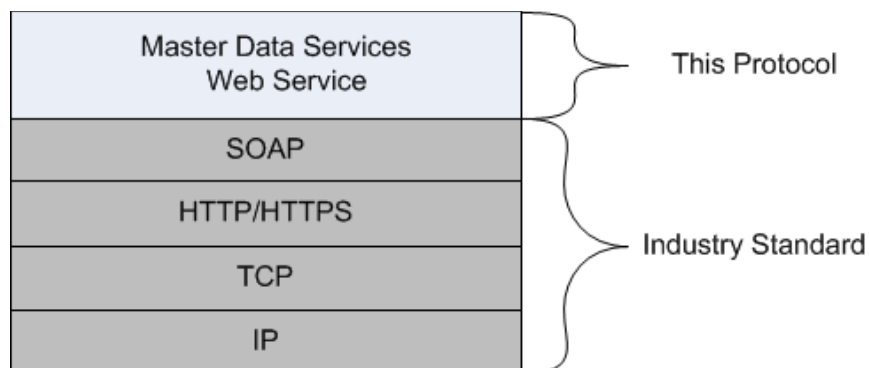 Master Data Services
Web Service
This Protocol
SOAP
HTTP/HTTPS
Industry Standard
TCP
IP